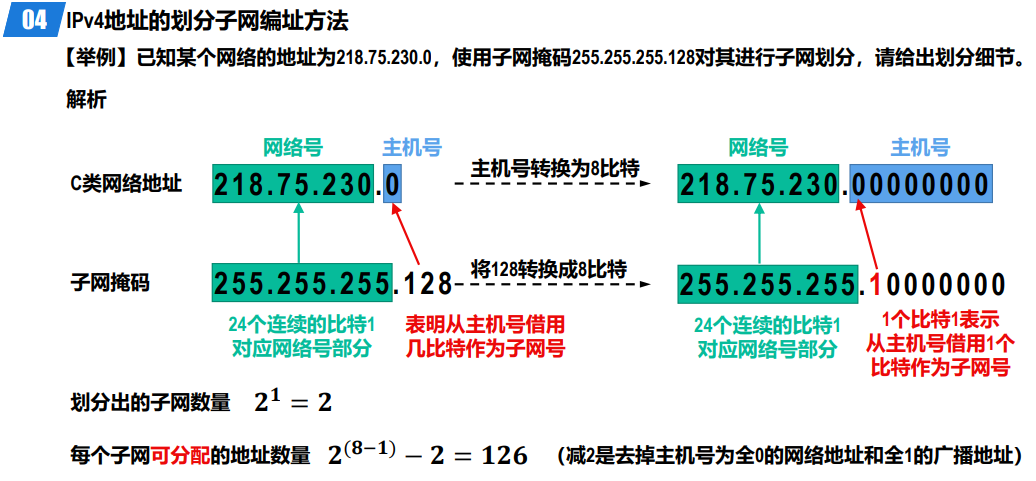 04 IPv4地址的划分子网编址方法
【举例】已知某个网络的地址为218.75.230.0，使用子网掩码255.255.255.128对其进行子网划分，请给出划分细节。
解析
网络号 主机号 网络号 主机号
C类网络地址 218.75.230.0 主机号转换为8比特 218.75.230.00000000
子网掩码 255.255.255.128 将128转换成8比特 255.255.255.10000000
24个连续的比特1 表明从主机号借用 24个连续的比特1 1个比特1表示
对应网络号部分 几比特作为子网号 对应网络号部分 从主机号借用1个
比特作为子网号
划分出的子网数量 2^1 = 2
每个子网可分配的地址数量 2^(8−1) − 2 = 126 （减2是去掉主机号为全0的网络地址和全1的广播地址）